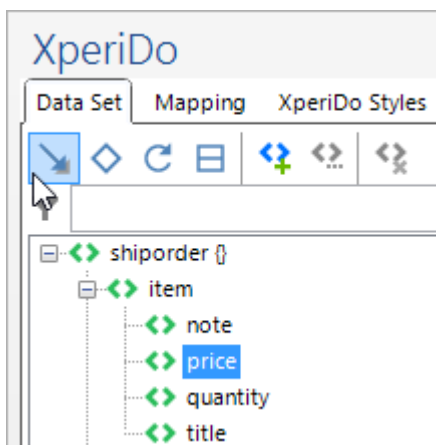 XperiDo
Data Set Mapping XperiDo Styles
shiporder {}
item
note
price
quantity
title